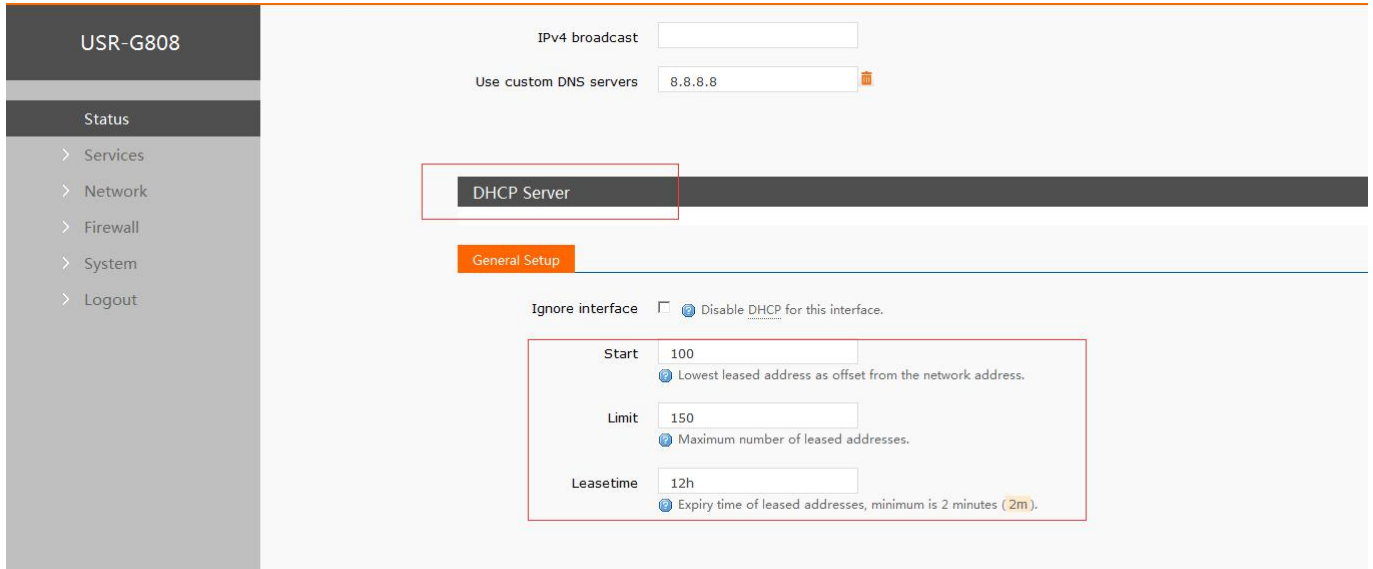 USR-G808
Status
Services
Network
Firewall
System
Logout
IPv4 broadcast
Use custom DNS servers 8.8.8.8
DHCP Server
General Setup
Ignore interface Disable DHCP for this interface.
Start 100
Lowest leased address as offset from the network address.
Limit 150
Maximum number of leased addresses.
Leasetime 12h
Expiry time of leased addresses, minimum is 2 minutes (2m).